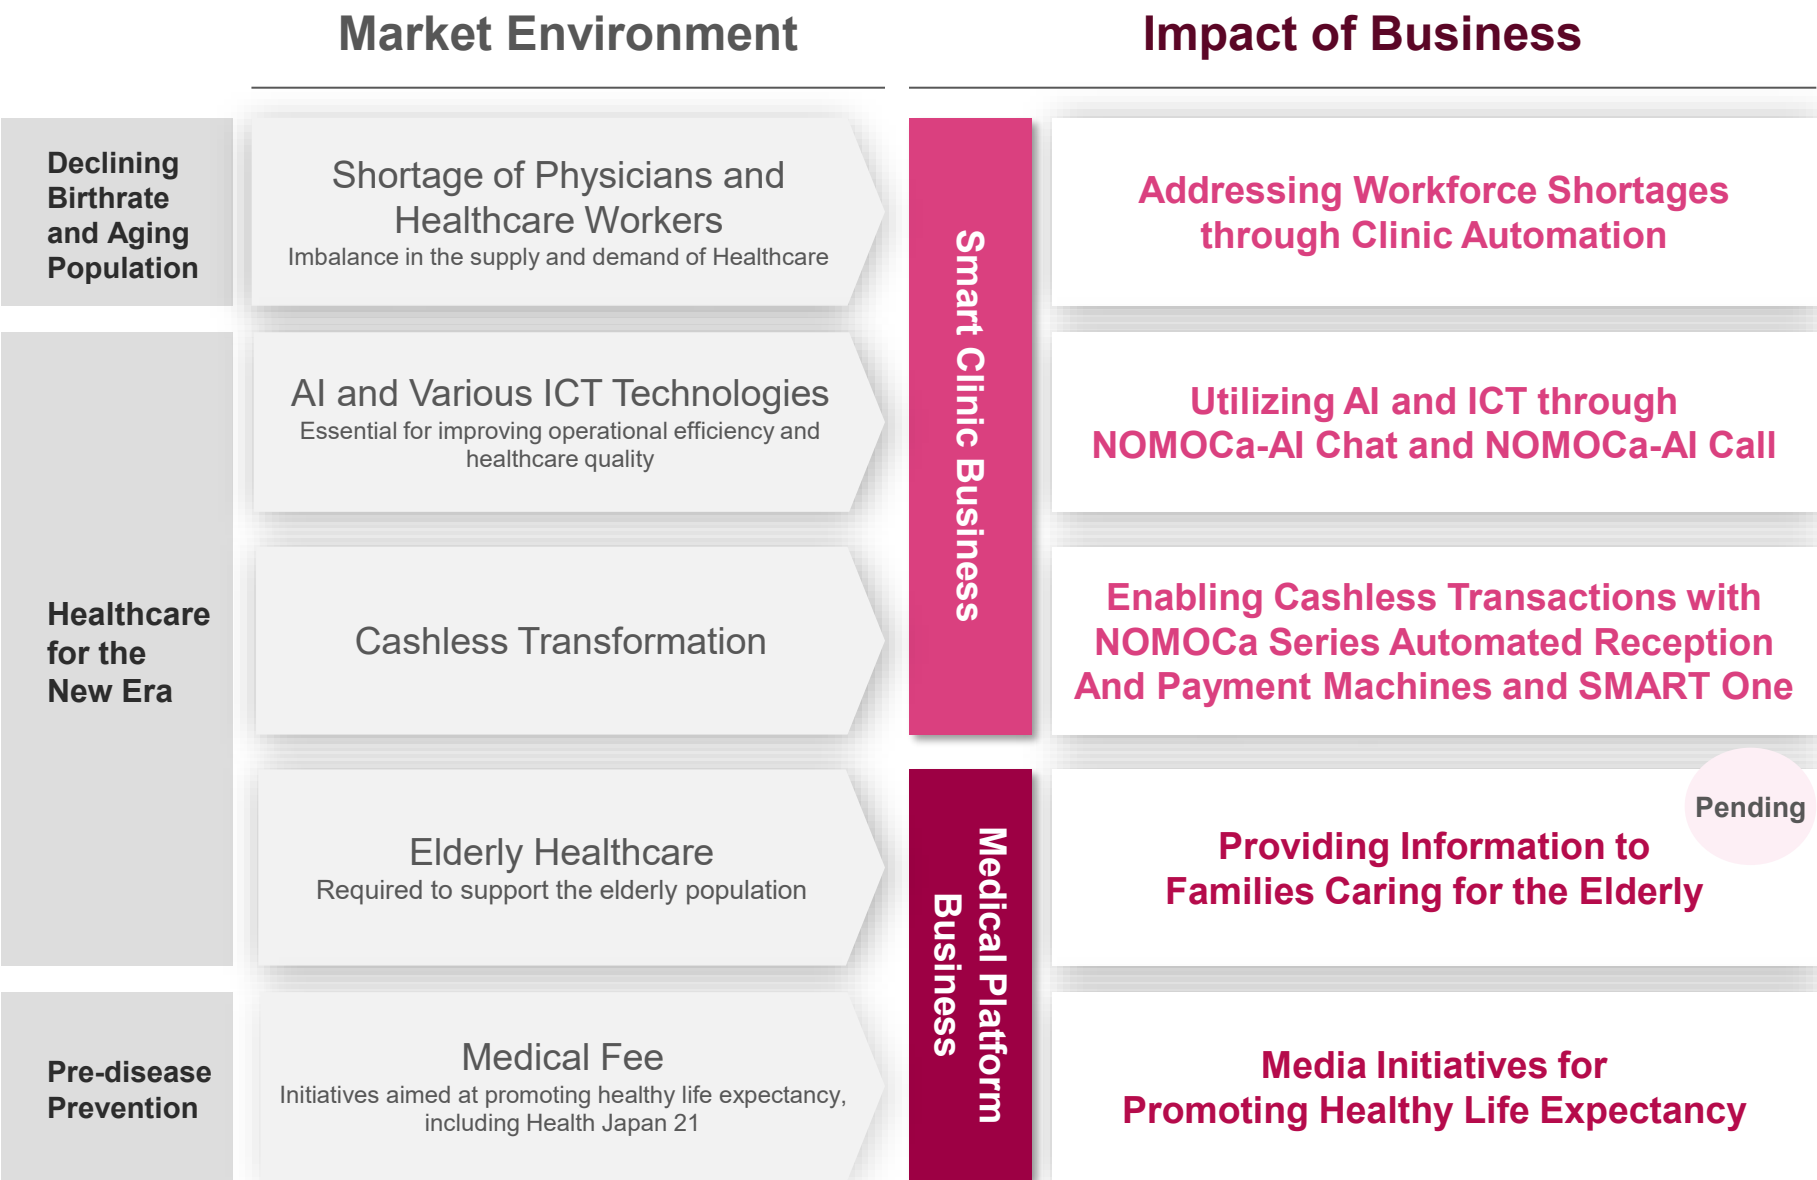 Market Environment
Impact of Business
Declining
Birthrate
and Aging
Population
Shortage of Physicians and
Healthcare Workers
Imbalance in the supply and demand of Healthcare
Smart Clinic Business
Addressing Workforce Shortages
through Clinic Automation
Healthcare
for the
New Era
AI and Various ICT Technologies
Essential for improving operational efficiency and
healthcare quality
Utilizing AI and ICT through
NOMOCa-AI Chat and NOMOCa-AI Call
Cashless Transformation
Enabling Cashless Transactions with
NOMOCa Series Automated Reception
And Payment Machines and SMART One
Elderly Healthcare
Required to support the elderly population
Medical Platform
Business
Pending
Providing Information to
Families Caring for the Elderly
Pre-disease
Prevention
Medical Fee
Initiatives aimed at promoting healthy life expectancy,
including Health Japan 21
Media Initiatives for
Promoting Healthy Life Expectancy